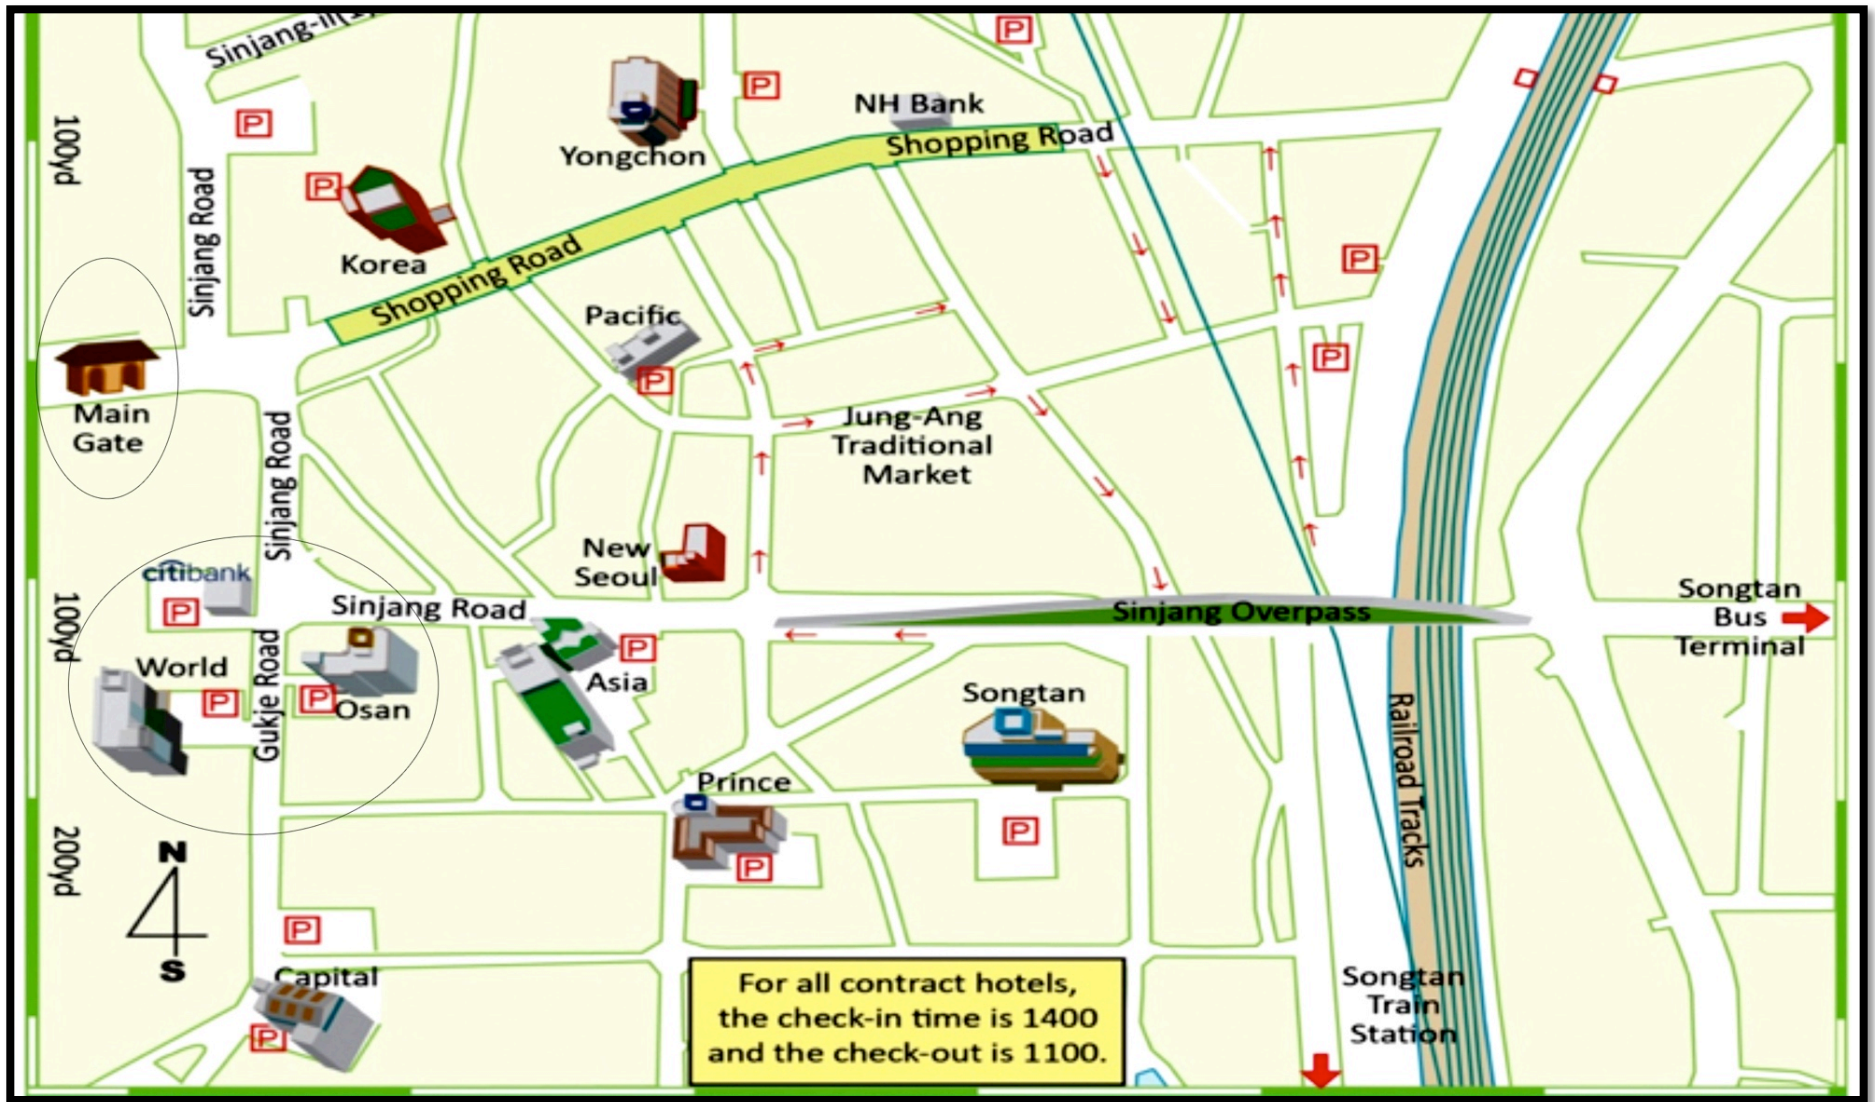 Sinjang-il(1)
P
P
P
NH Bank
Yongchon
Shopping Road
100yd
P
Sinjang Road
Korea
Shopping Road
P
Pacific
P
P
Main
Gate
Jung-Ang
Traditional
Market
Sinjang Road
New
Seoul
citibank
P
Sinjang Road
Sinjang Overpass
Songtan
Bus
Terminal
100yd
Gukje Road
World
P
P
Osan
P
Asia
Songtan
Railroad Tracks
Prince
P
P
200yd
N
S
P
Capital
P
For all contract hotels,
the check-in time is 1400
and the check-out is 1100.
Songtan
Train
Station